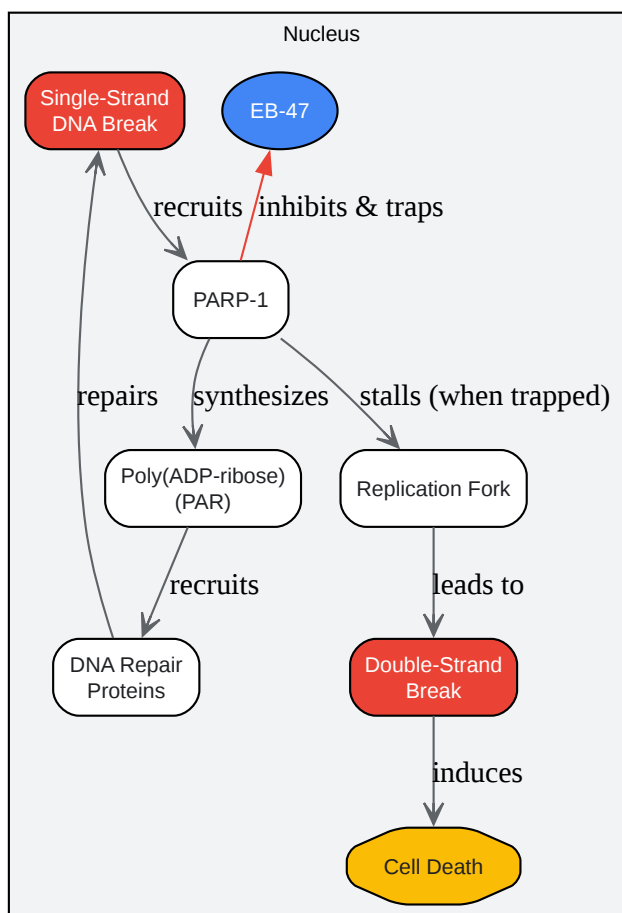 Nucleus
Single-Strand
DNA Break
EB-47
recruits
inhibits & traps
PARP-1
repairs
synthesizes
stalls (when trapped)
Poly(ADP-ribose)
(PAR)
Replication Fork
recruits
leads to
DNA Repair
Proteins
Double-Strand
Break
induces
Cell Death